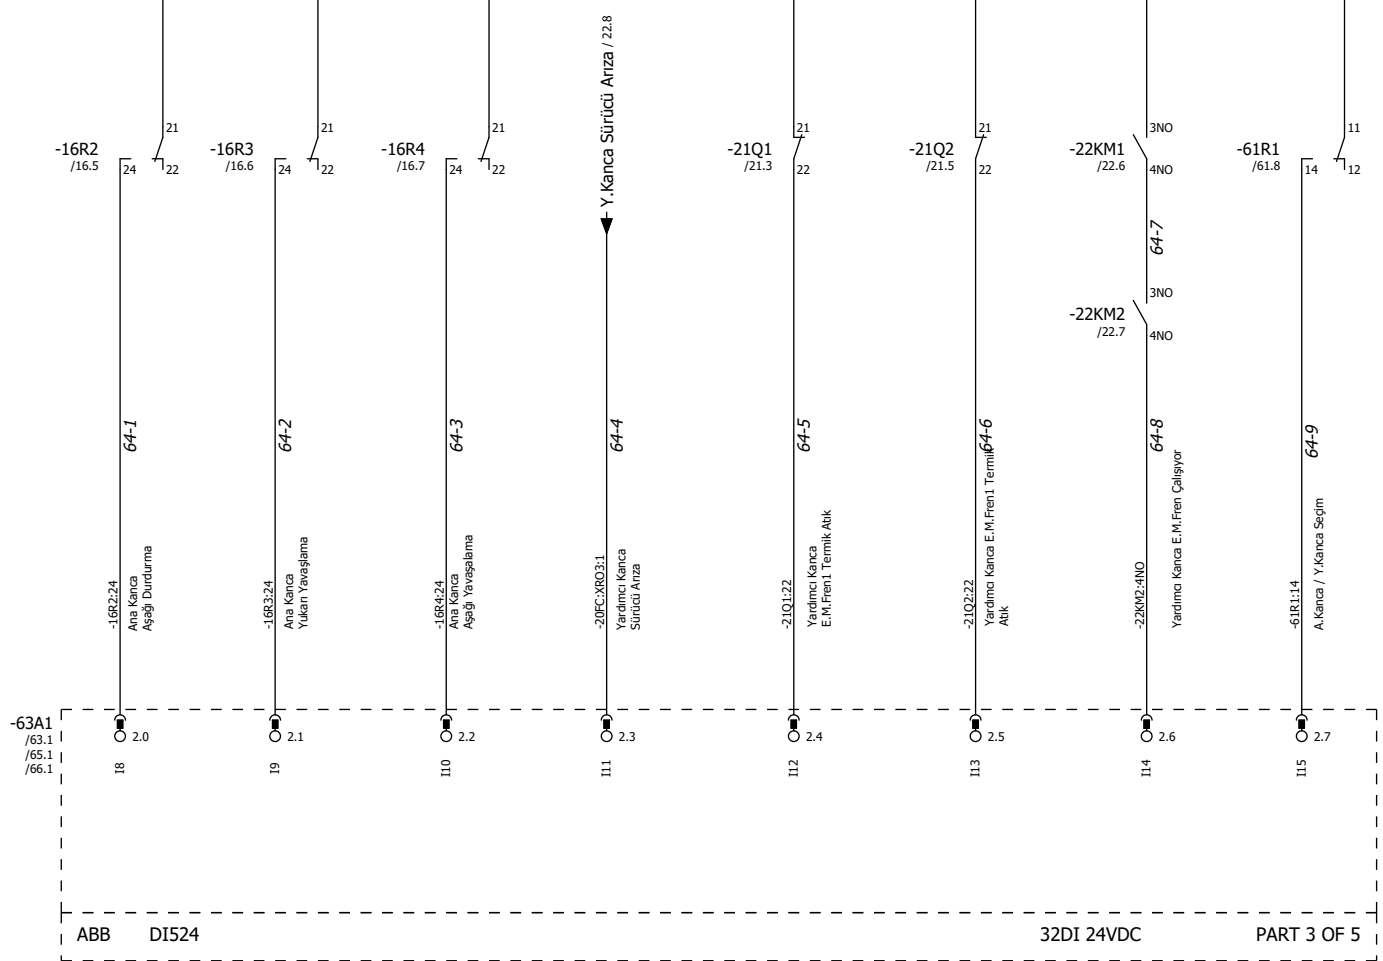 Y.Kanca Sürücü Arıza / 22.8
-16R2
/16.5
21
24
22
-16R3
/16.6
21
24
22
-16R4
/16.7
21
24
22
-21Q1
/21.3
21
22
-21Q2
/21.5
21
22
-22KM1
/22.6
3NO
4NO
-61R1
/61.8
11
14
12
64-7
-22KM2
/22.7
3NO
4NO
64-1
64-2
64-3
64-4
64-5
64-6
64-8
64-9
-16R2:24
Ana Kanca
Aşağı Durdurma
-16R3:24
Ana Kanca
Yukarı Yavaşlama
-16R4:24
Ana Kanca
Aşağı Yavaşalama
-20FC:XRO3:1
Yardımcı Kanca
Sürücü Arıza
-21Q1:22
Yardımcı Kanca
E.M.Fren1 Termik Atık
-21Q2:22
Yardımcı Kanca E.M.Fren1 Termik
Atık
-22KM2:4NO
Yardımcı Kanca E.M.Fren Çalışıyor
-61R1:14
A.Kanca / Y.Kanca Seçim
-63A1
/63.1
/65.1
/66.1
2.0
2.1
2.2
2.3
2.4
2.5
2.6
2.7
I8
I9
I10
I11
I12
I13
I14
I15
ABB DI524 32DI 24VDC PART 3 OF 5